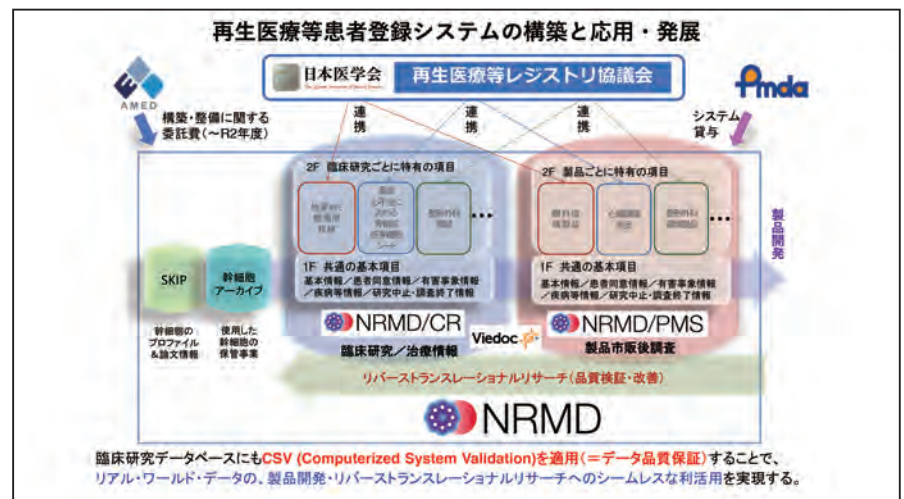 再生医療等患者登録システムの構築と応用・発展
AMED
日本医学会
再生医療等レジストリ協議会
Pmda
構築・整備に関する
委託費(~R2年度)
連携
連携
連携
システム
貸与
2F 臨床研究ごとに特有の項目
2F 製品ごとに特有の項目
•••
•••
製品開発
SKIP
幹細胞
アーカイブ
1F 共通の基本項目
基本情報/患者同意情報/有害事象情報
/疾病等情報/研究中止・調査終了情報
1F 共通の基本項目
基本情報/患者同意情報/有害事象情報
/疾病等情報/研究中止・調査終了情報
幹細胞の
プロファイル
&論文情報
使用した
幹細胞の
保管事業
NRMD/CR
臨床研究/治療情報
Viedoc
NRMD/PMS
製品市販後調査
リバーストランスレーショナルリサーチ(品質検証・改善)
NRMD
臨床研究データベースにもCSV (Computerized System Validation)を適用(=データ品質保証)することで、
リアル・ワールド・データの、製品開発・リバーストランスレーショナルリサーチへのシームレスな利活用を実現する。